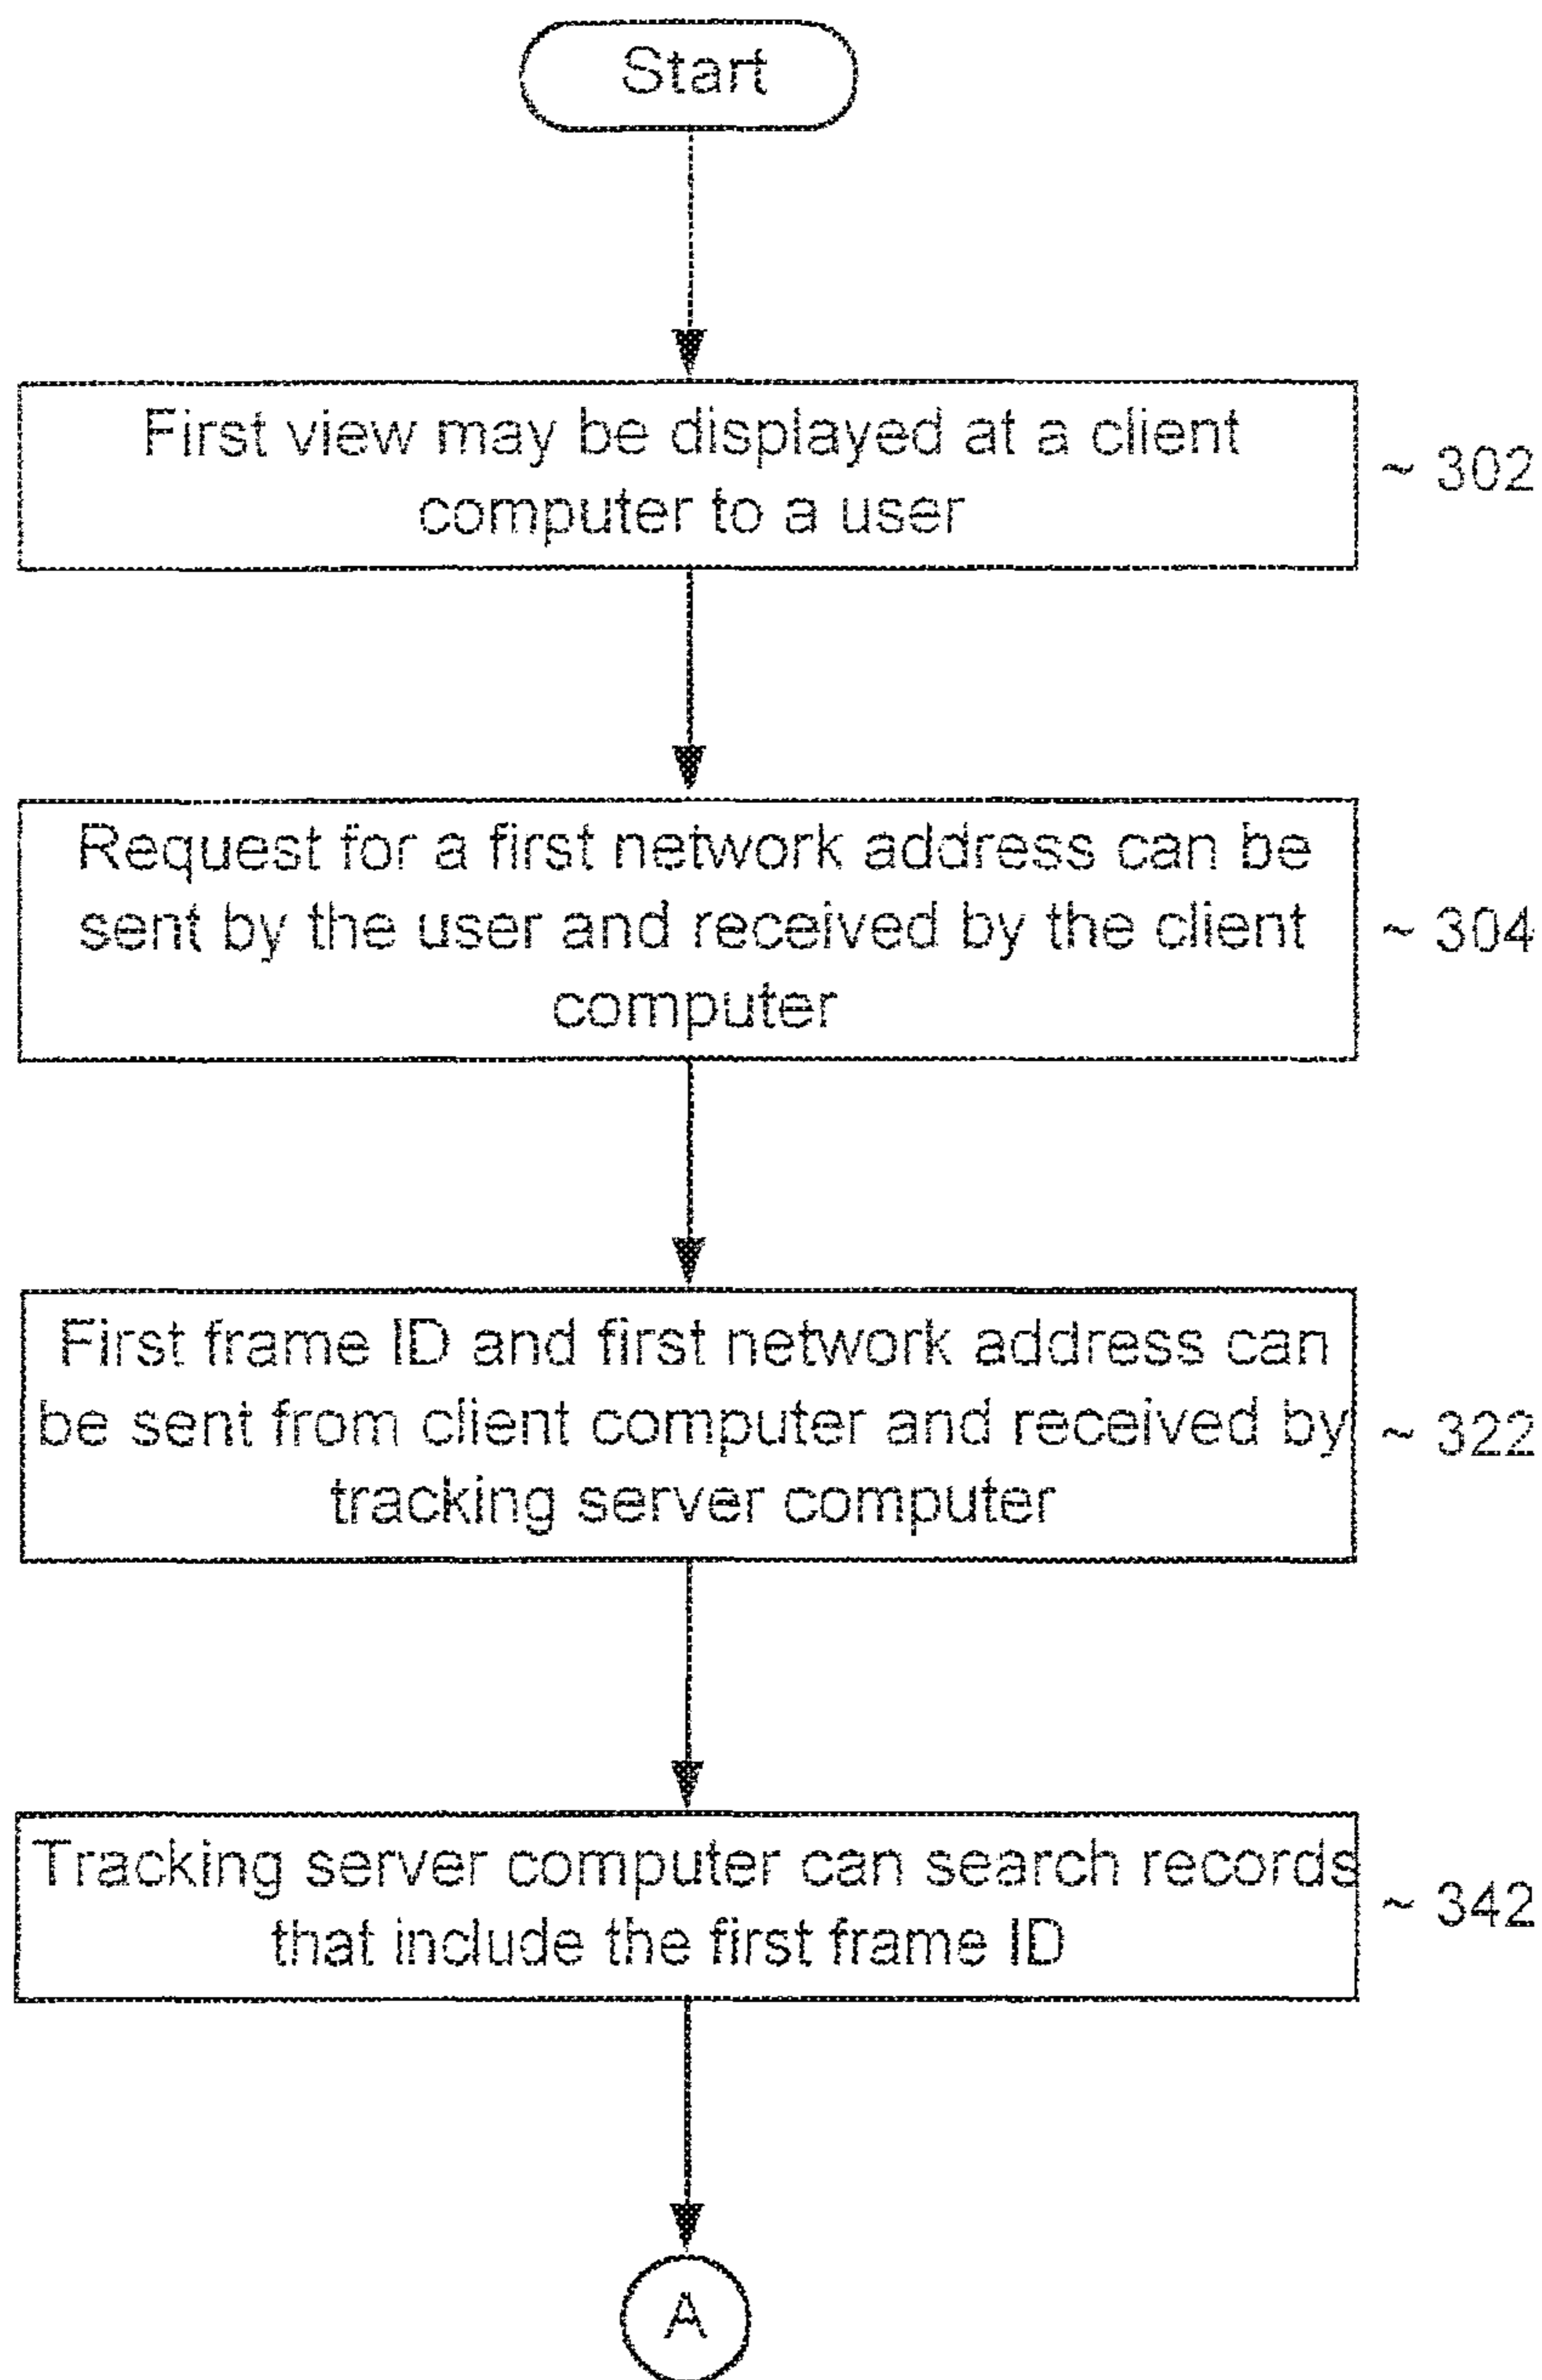 Start
First view may be displayed at a client
computer to a user
~ 302
Request for a first network address can be
sent by the user and received by the client
computer
~ 304
First frame ID and first network address can
be sent from client computer and received by
tracking server computer
~ 322
Tracking server computer can search records
that include the first frame ID
~ 342
A